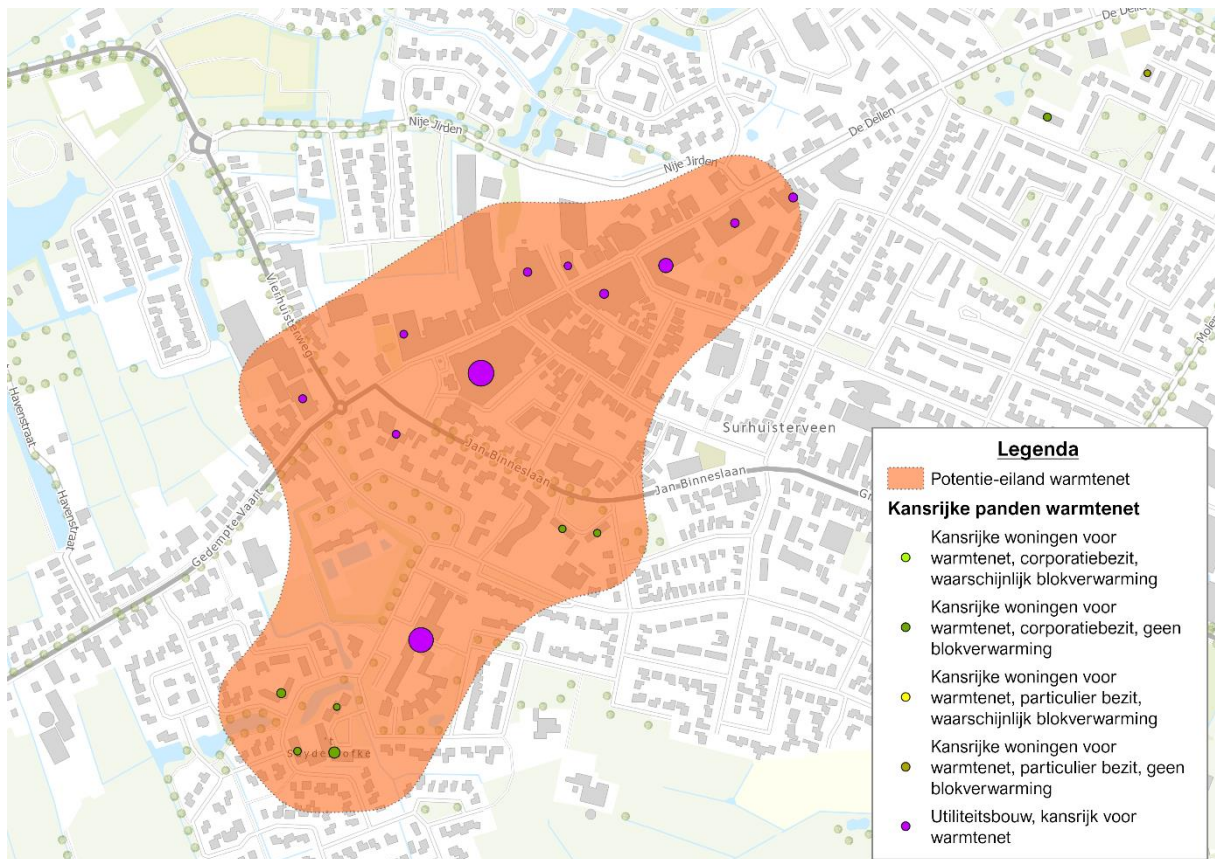 De Dellen
De Dellen
Nije Jirden
Nije Jirden
Vierhuisterweg
Molen
Havenstraat
Havenstraat
Surhuisterveen
Jan Binneslaan
Jan Binneslaan
Gedempte Vaart
Legenda
Potentie-eiland warmtenet
Kansrijke panden warmtenet
Kansrijke woningen voor
warmtenet, corporatiebezit,
waarschijnlijk blokverwarming
Kansrijke woningen voor
warmtenet, corporatiebezit, geen
blokverwarming
Kansrijke woningen voor
warmtenet, particulier bezit,
waarschijnlijk blokverwarming
Kansrijke woningen voor
warmtenet, particulier bezit, geen
blokverwarming
Utiliteitsbouw, kansrijk voor
warmtenet